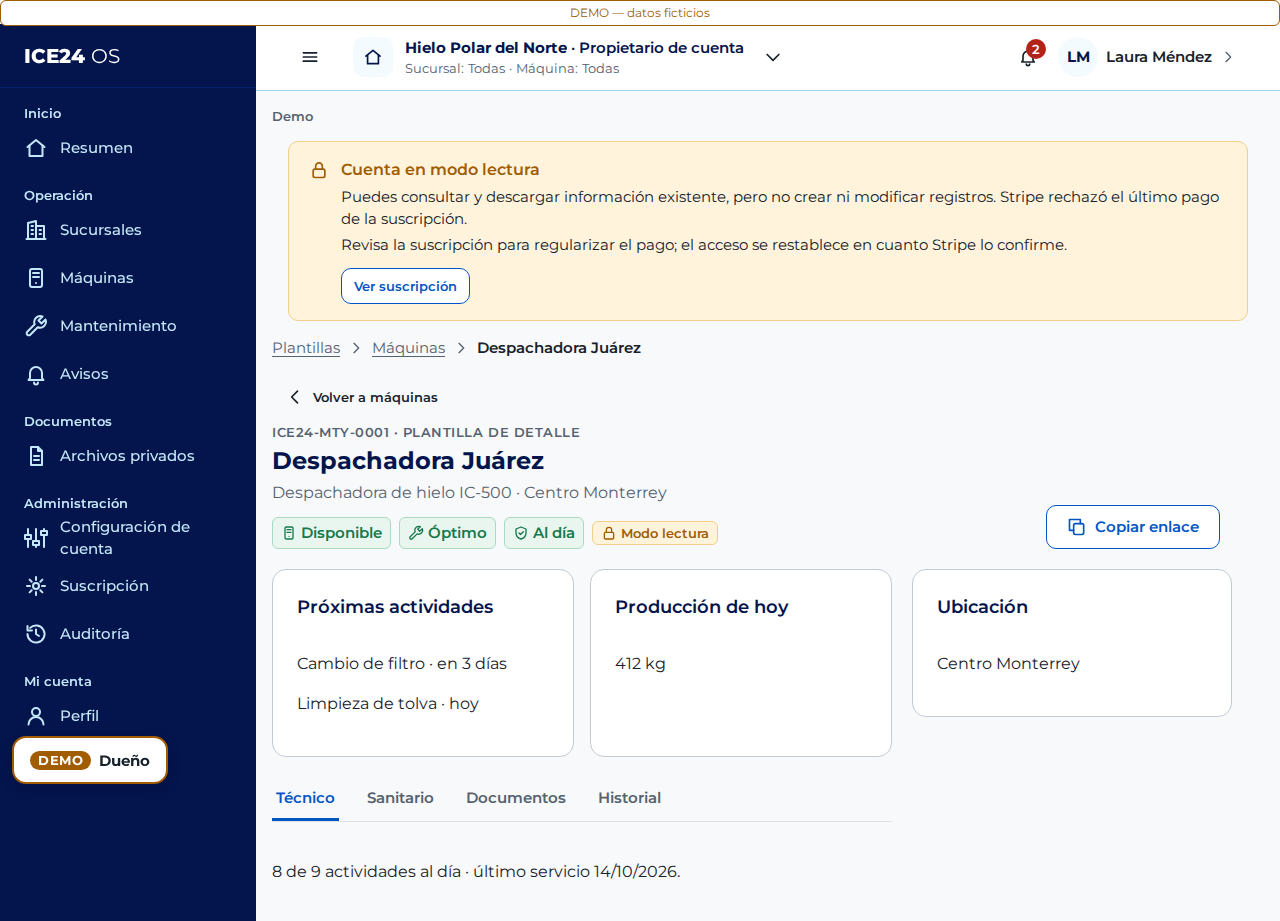 DEMO — datos ficticios
ICE24 OS
Hielo Polar del Norte · Propietario de cuenta
Sucursal: Todas · Máquina: Todas
2
LM
Laura Méndez
Inicio
Resumen
Operación
Sucursales
Máquinas
Mantenimiento
Avisos
Documentos
Archivos privados
Administración
Configuración de
cuenta
Suscripción
Auditoría
Mi cuenta
Perfil
DEMO Dueño
Demo
Cuenta en modo lectura
Puedes consultar y descargar información existente, pero no crear ni modificar registros. Stripe rechazó el último pago
de la suscripción.
Revisa la suscripción para regularizar el pago; el acceso se restablece en cuanto Stripe lo confirme.
Ver suscripción
Plantillas > Máquinas > Despachadora Juárez
Volver a máquinas
ICE24-MTY-0001 · PLANTILLA DE DETALLE
Despachadora Juárez
Despachadora de hielo IC-500 · Centro Monterrey
Disponible Óptimo Al día Modo lectura
Copiar enlace
Próximas actividades
Cambio de filtro · en 3 días
Limpieza de tolva · hoy
Producción de hoy
412 kg
Ubicación
Centro Monterrey
Técnico Sanitario Documentos Historial
8 de 9 actividades al día · último servicio 14/10/2026.